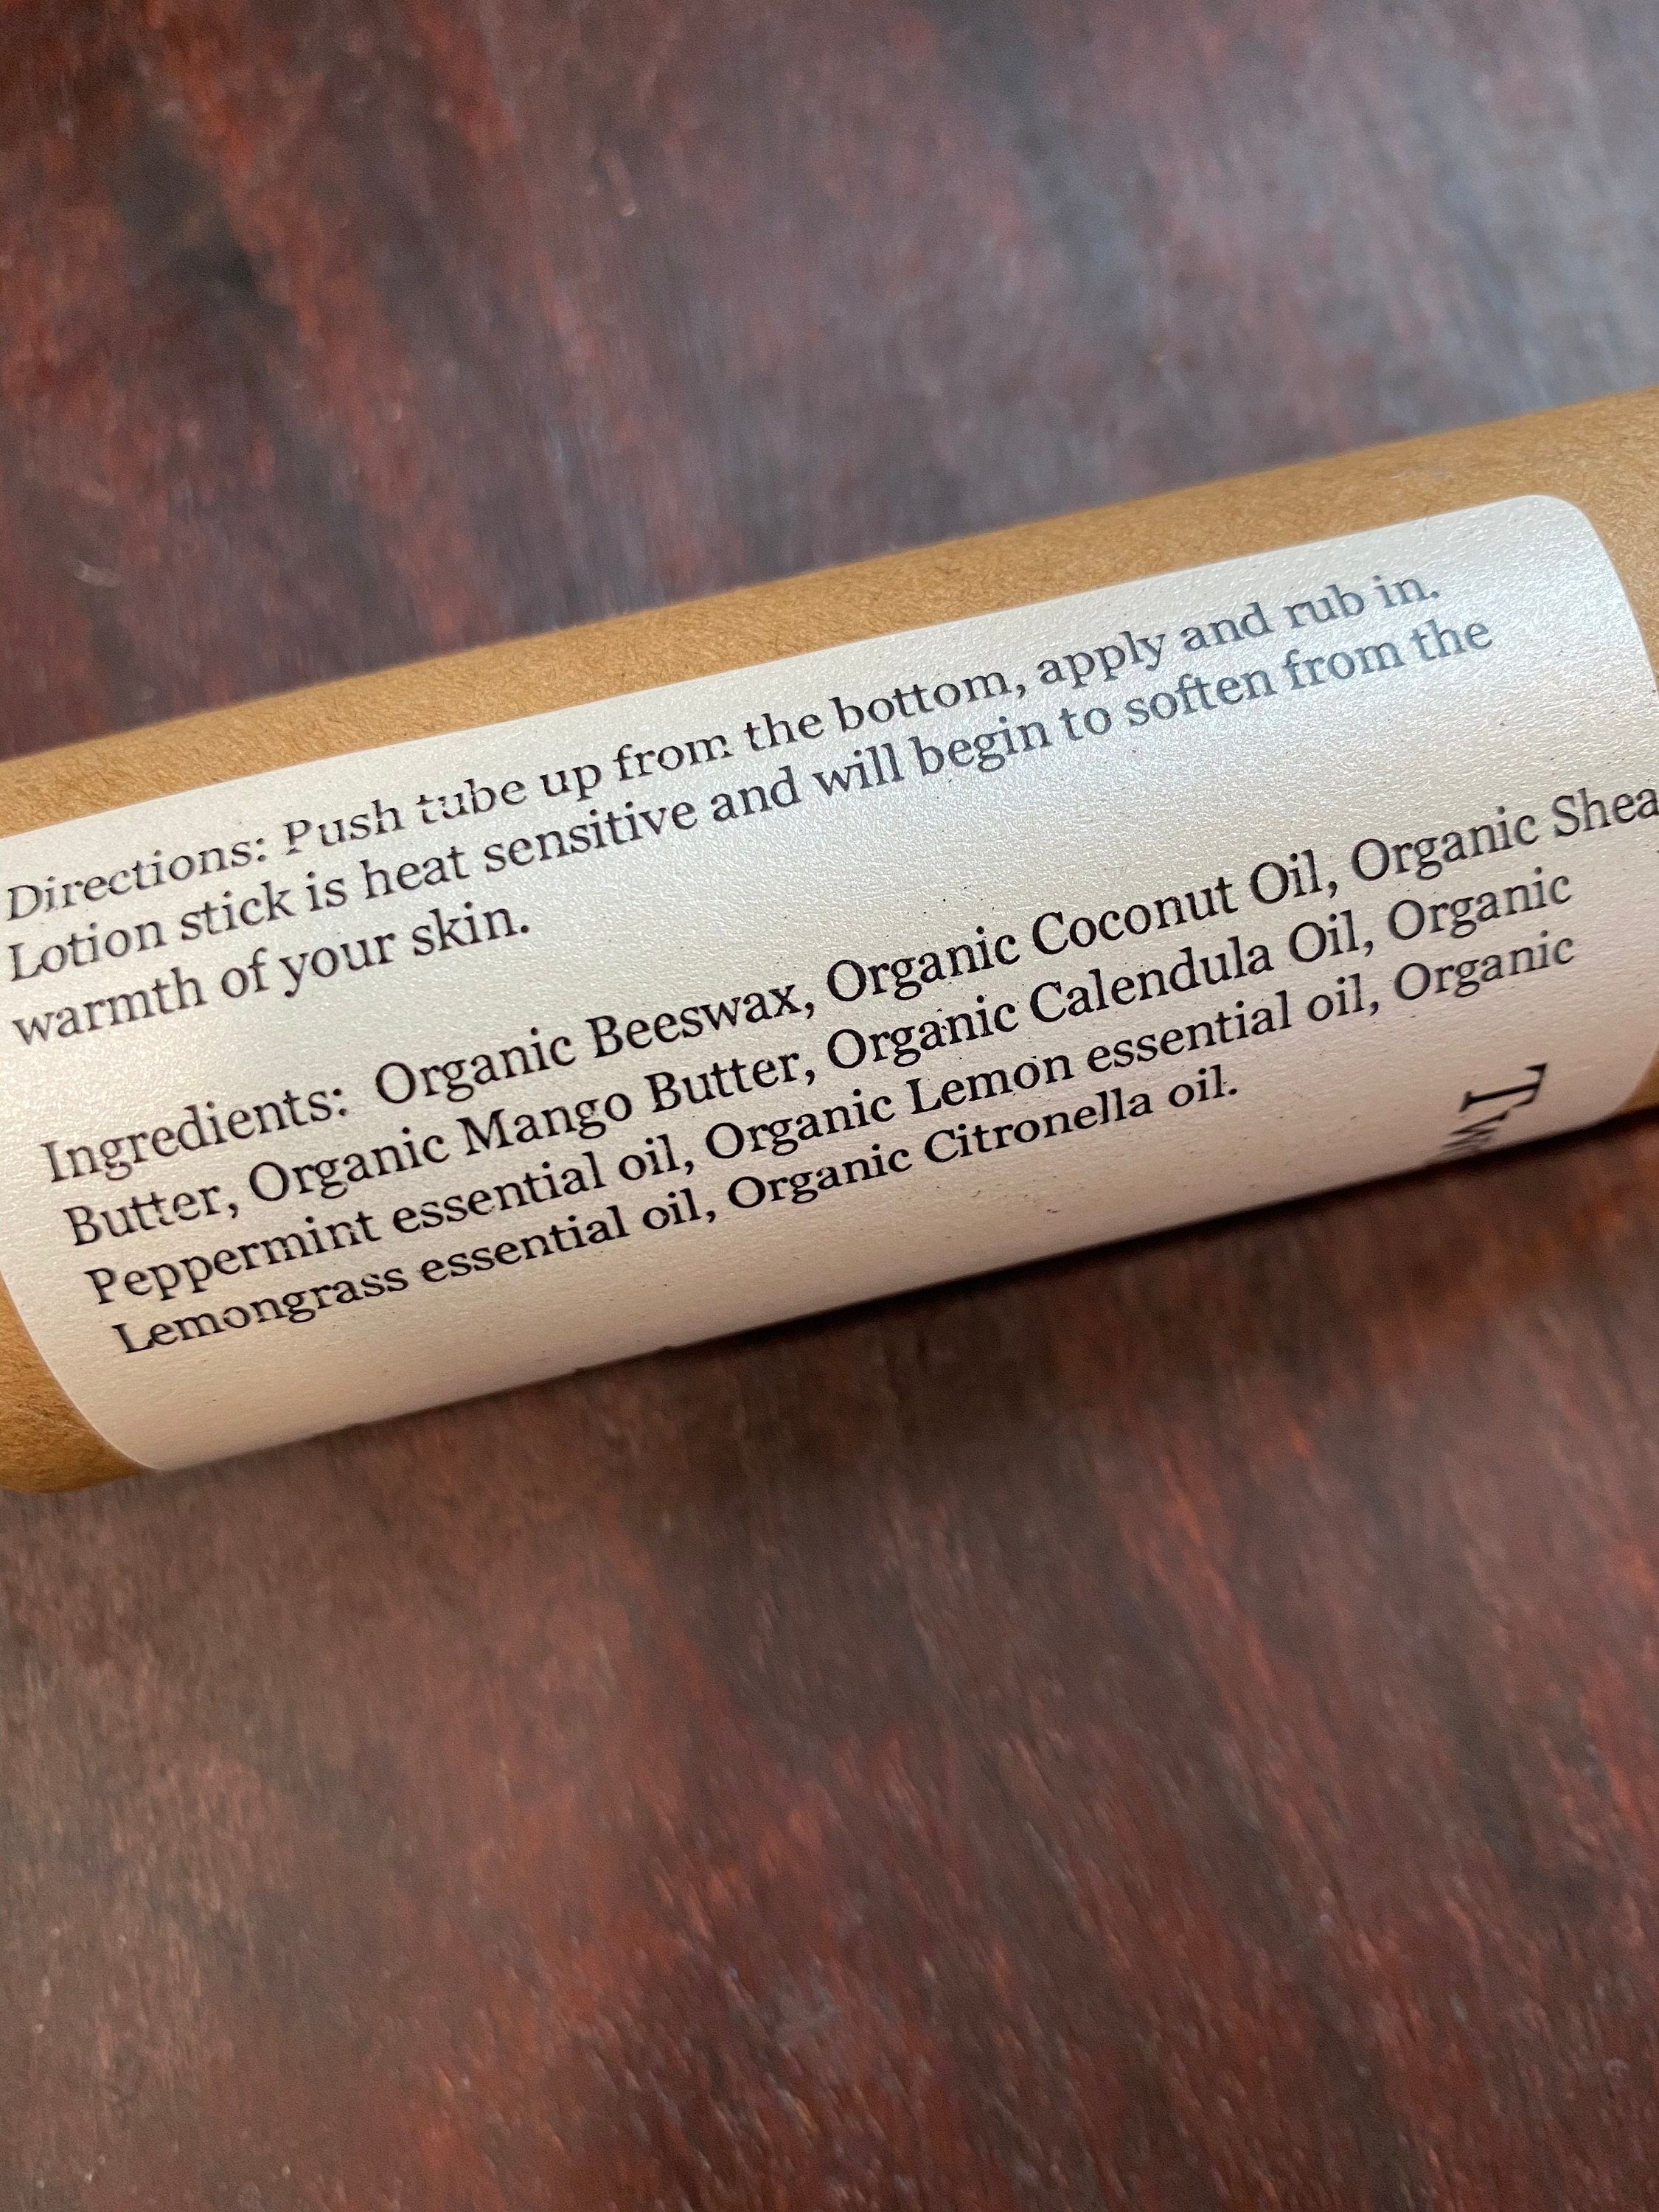 Directions: Push tube up from the bottom, apply and rub in.
Lotion stick is heat sensitive and will begin to soften from the
warmth of your skin.
Ingredients: Organic Beeswax, Organic Coconut Oil, Organic Shea
Butter, Organic Mango Butter, Organic Calendula Oil, Organic
Peppermint essential oil, Organic Lemon essential oil, Organic
Lemongrass essential oil, Organic Citronella oil.